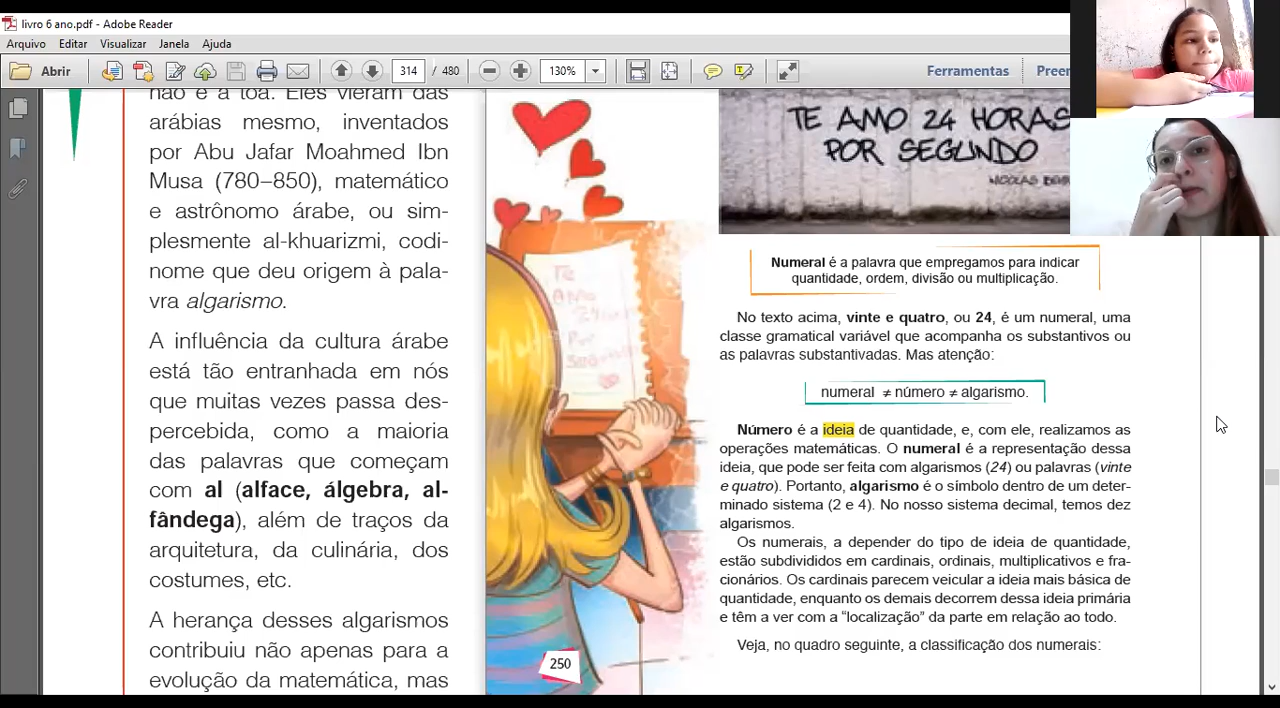 livro 6 ano.pdf - Adobe Reader
Arquivo Editar Visualizar Janela Ajuda
Abrir 314 / 480 130% Ferramentas Preen
não é à toa. Eles vieram das
arábias mesmo, inventados
por Abu Jafar Moahmed Ibn
Musa (780–850), matemático
e astrônomo árabe, ou sim-
plesmente al-khuarizmi, codi-
nome que deu origem à pala-
vra algarismo.
A influência da cultura árabe
está tão entranhada em nós
que muitas vezes passa des-
percebida, como a maioria
das palavras que começam
com al (alface, álgebra, al-
fândega), além de traços da
arquitetura, da culinária, dos
costumes, etc.
A herança desses algarismos
contribuiu não apenas para a
evolução da matemática, mas
Te
Amo
250
TE AMO 24 HORAS
POR SEGUNDO
NICOLAS BEH
Numeral é a palavra que empregamos para indicar
quantidade, ordem, divisão ou multiplicação.
No texto acima, vinte e quatro, ou 24, é um numeral, uma
classe gramatical variável que acompanha os substantivos ou
as palavras substantivadas. Mas atenção:
numeral ≠ número ≠ algarismo.
Número é a ideia de quantidade, e, com ele, realizamos as
operações matemáticas. O numeral é a representação dessa
ideia, que pode ser feita com algarismos (24) ou palavras (vinte
e quatro). Portanto, algarismo é o símbolo dentro de um deter-
minado sistema (2 e 4). No nosso sistema decimal, temos dez
algarismos.
Os numerais, a depender do tipo de ideia de quantidade,
estão subdivididos em cardinais, ordinais, multiplicativos e fra-
cionários. Os cardinais parecem veicular a ideia mais básica de
quantidade, enquanto os demais decorrem dessa ideia primária
e têm a ver com a “localização” da parte em relação ao todo.
Veja, no quadro seguinte, a classificação dos numerais: